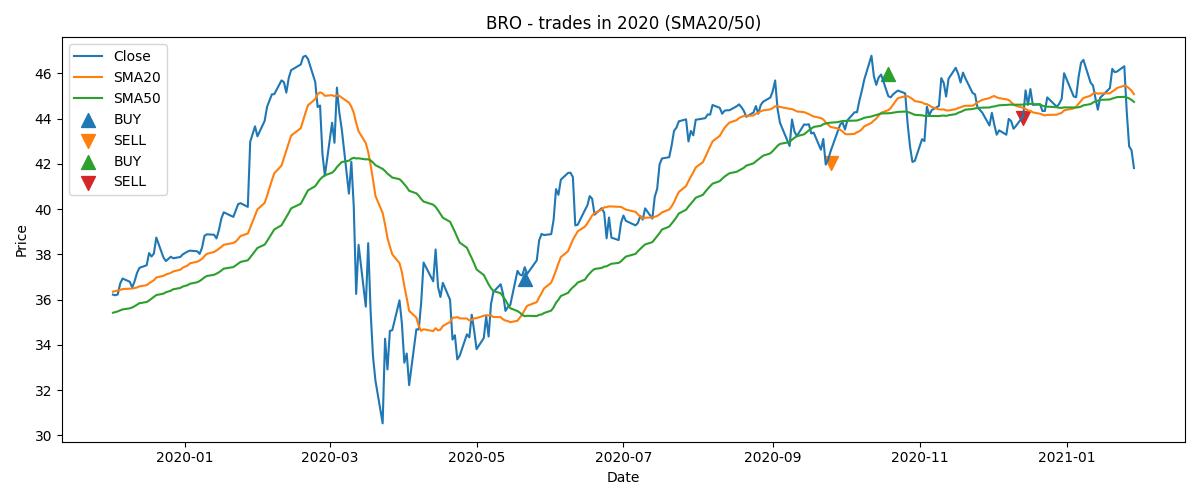 BRO - trades in 2020 (SMA20/50)
Close
SMA20
SMA50
BUY
SELL
BUY
SELL
Price
46
44
42
40
38
36
34
32
30
2020-01 2020-03 2020-05 2020-07 2020-09 2020-11 2021-01
Date